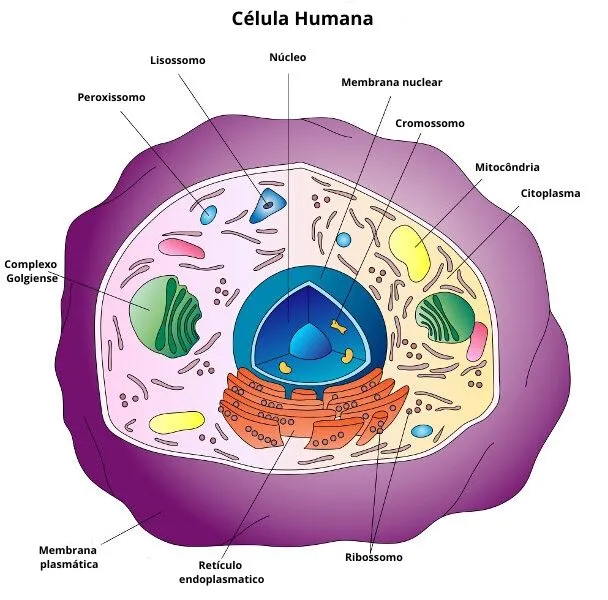 Célula Humana
Lisossomo
Núcleo
Membrana nuclear
Peroxissomo
Cromossomo
Mitocôndria
Citoplasma
Complexo
Golgiense
Membrana
plasmática
Retículo
endoplasmatico
Ribossomo